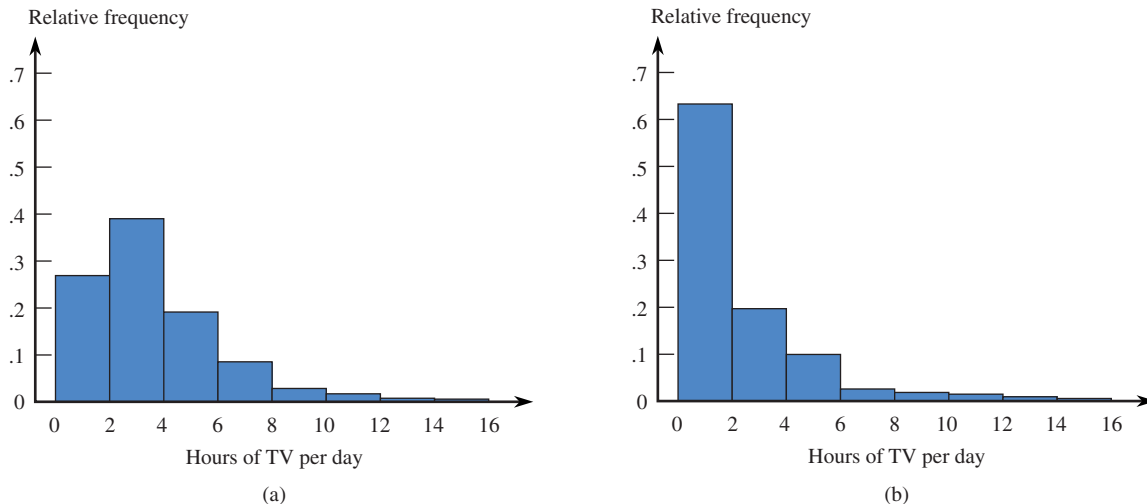 Relative frequency
.7
.6
.5
.4
.3
.2
.1
0
0 2 4 6 8 10 12 14 16
Hours of TV per day
(a)
Relative frequency
.7
.6
.5
.4
.3
.2
.1
0
0 2 4 6 8 10 12 14 16
Hours of TV per day
(b)